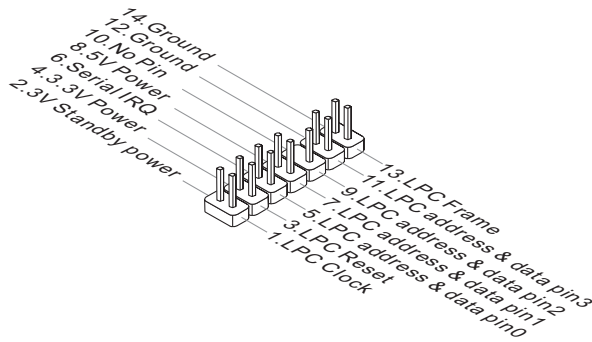 14.Ground
12.Ground
10.No Pin
8.5V Power
6.Serial IRQ
4.3.3V Power
2.3V Standby power
13.LPC Frame
11.LPC address & data pin3
9.LPC address & data pin2
7.LPC address & data pin1
5.LPC address & data pin0
3.LPC Reset
1.LPC Clock